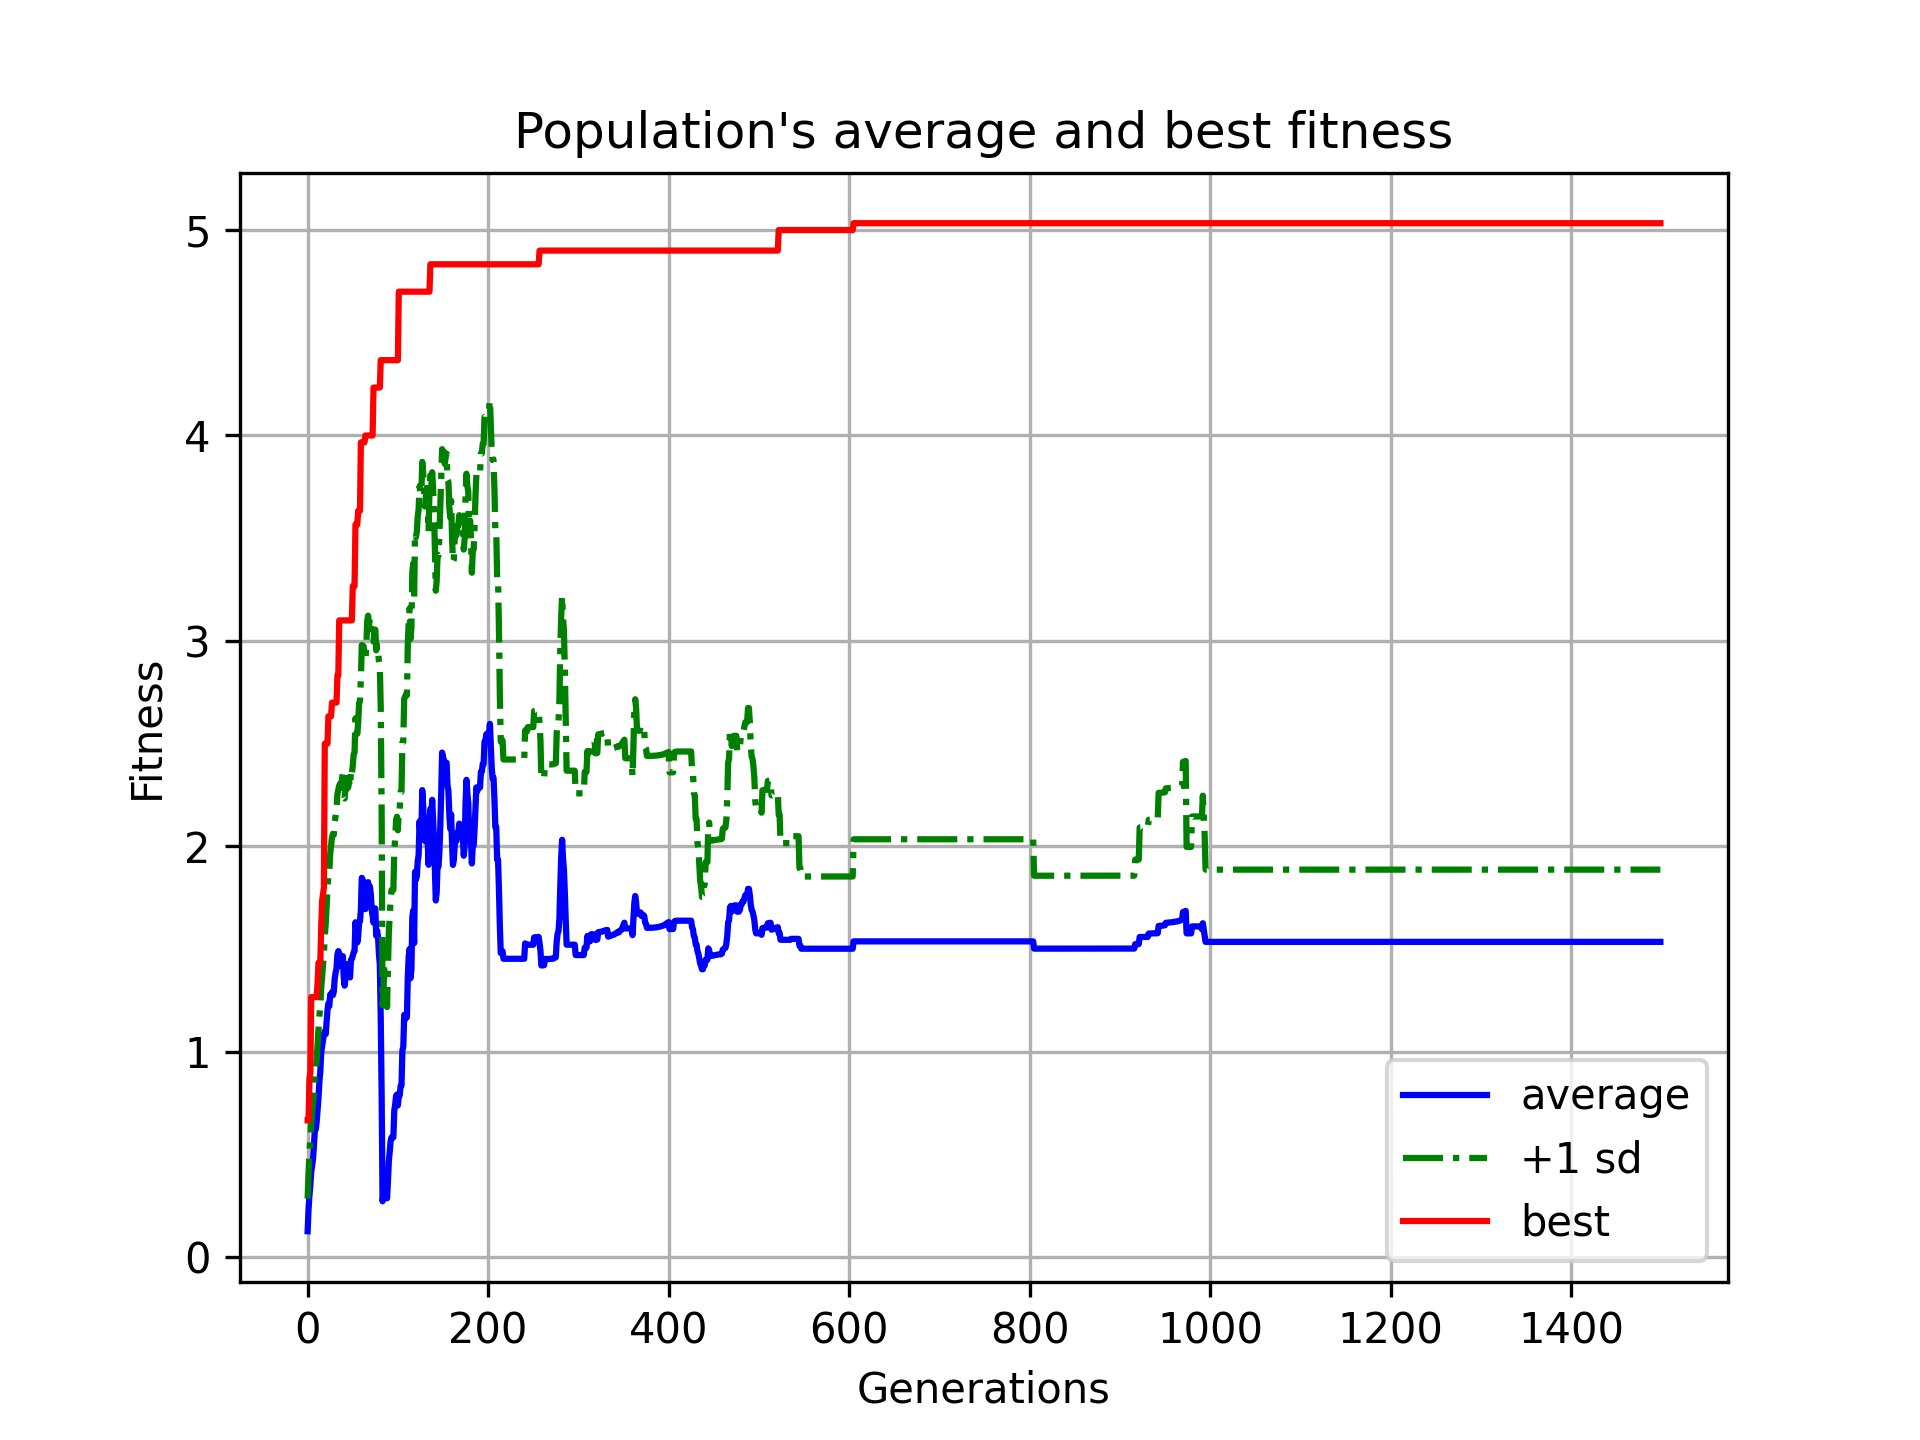 Population's average and best fitness
5
4
3
2
1
0
Fitness
0 200 400 600 800 1000 1200 1400
Generations
average
+1 sd
best